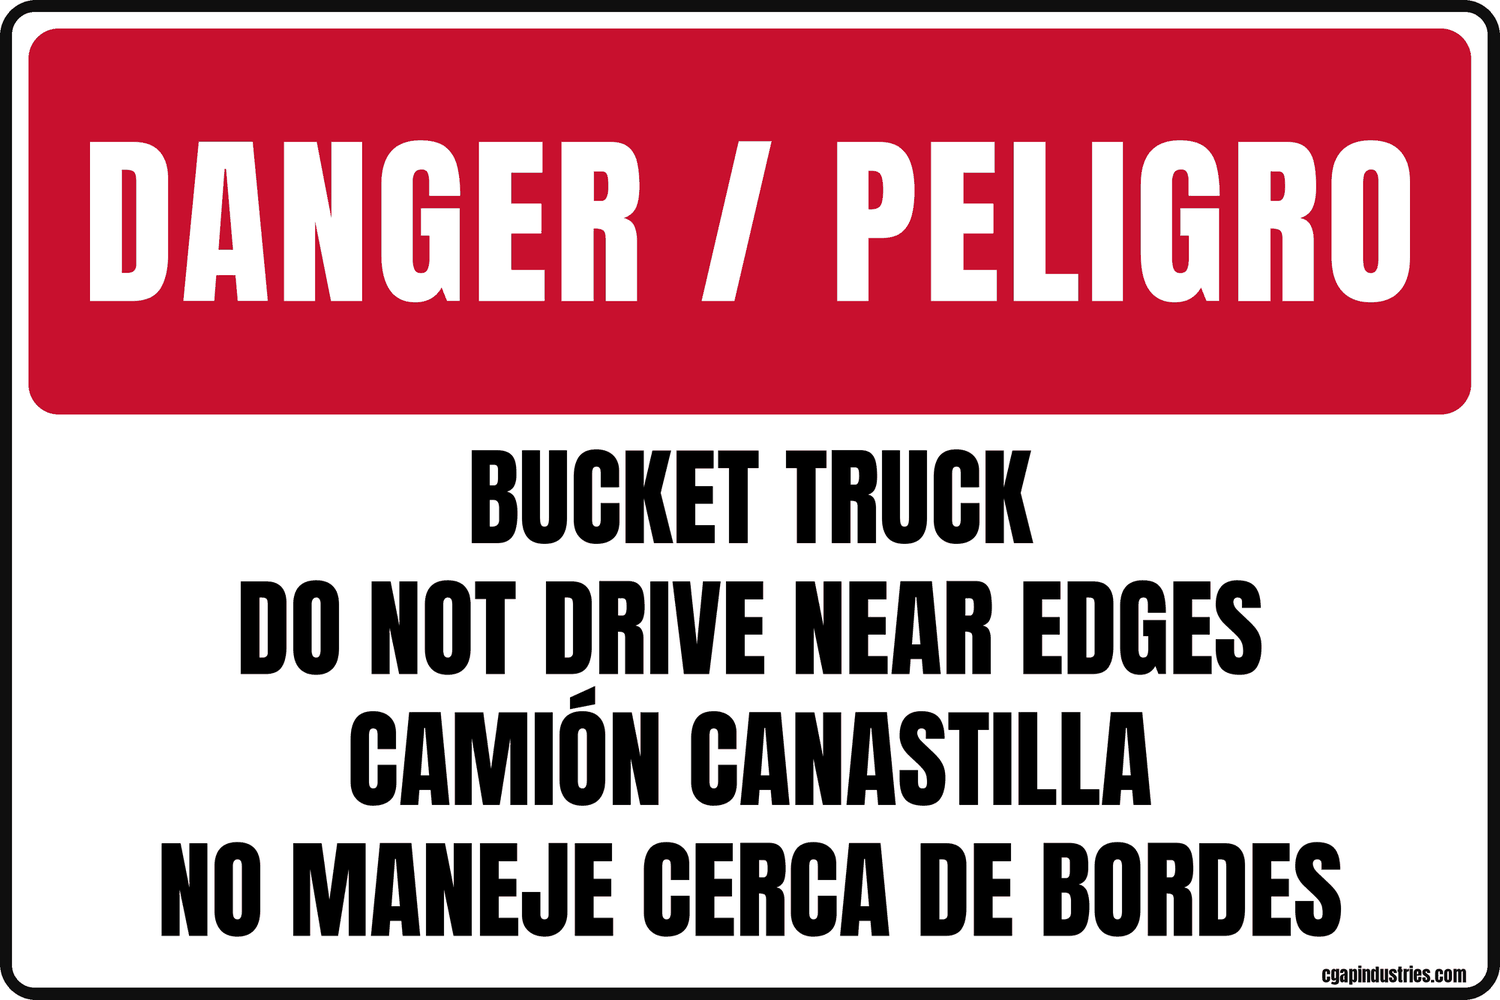 DANGER / PELIGRO
BUCKET TRUCK
DO NOT DRIVE NEAR EDGES
CAMIÓN CANASTILLA
NO MANEJE CERCA DE BORDES
cgapindustries.com